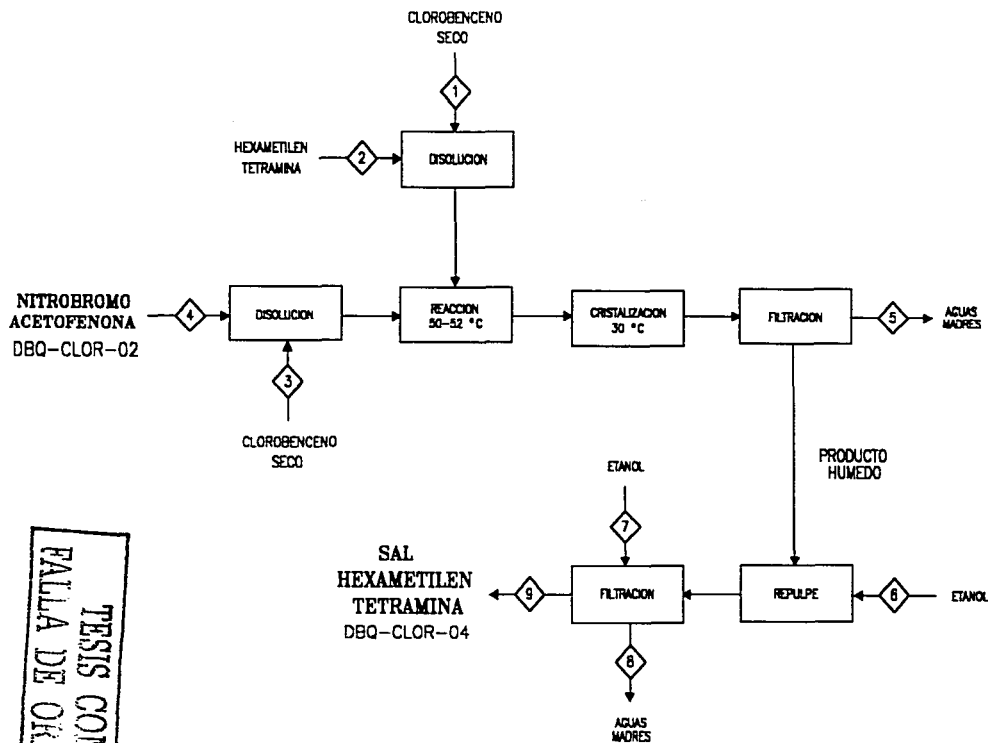 CLOROBENCENO
SECO
1
HEXAMETILEN
TETRAMINA
2
DISOLUCION
NITROBROMO
ACETOFENONA
DBQ-CLOR-02
4
DISOLUCION
REACCION
50-52 °C
CRISTALIZACION
30 °C
FILTRACION
5
AGUAS
MADRES
3
CLOROBENCENO
SECO
PRODUCTO
HUMEDO
ETANOL
7
SAL
HEXAMETILEN
TETRAMINA
DBQ-CLOR-04
9
FILTRACION
REPULPE
6
ETANOL
8
AGUAS
MADRES
TESIS CON
FALLA DE